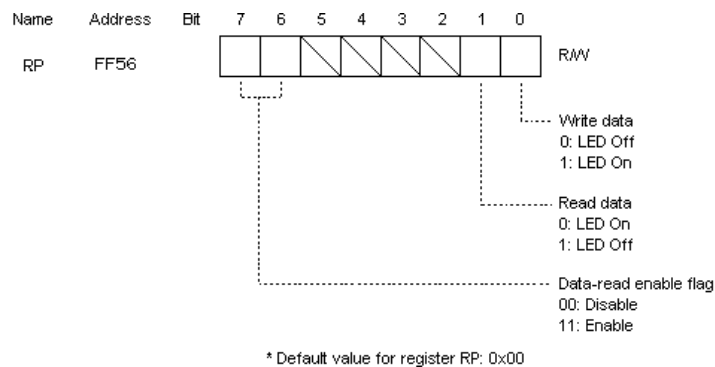 Name Address Bit 7 6 5 4 3 2 1 0
RP FF56 R/W
Write data
0: LED Off
1: LED On
Read data
0: LED On
1: LED Off
Data-read enable flag
00: Disable
11: Enable
* Default value for register RP: 0x00